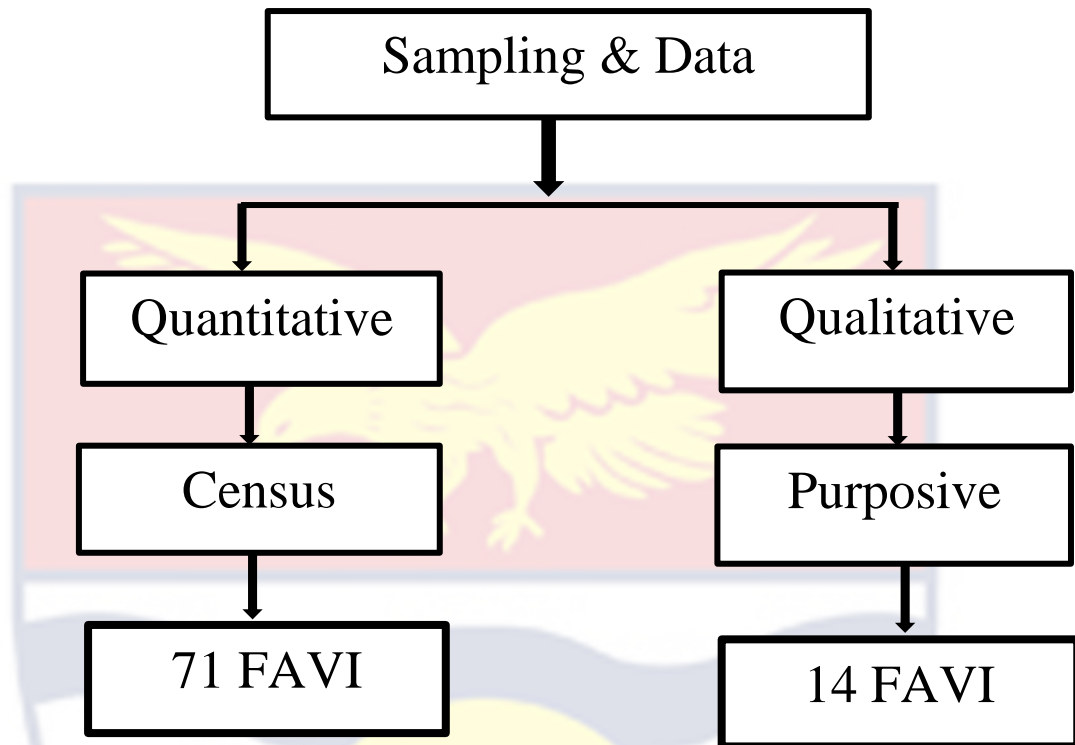 Sampling & Data
Quantitative
Qualitative
Census
Purposive
71 FAVI
14 FAVI